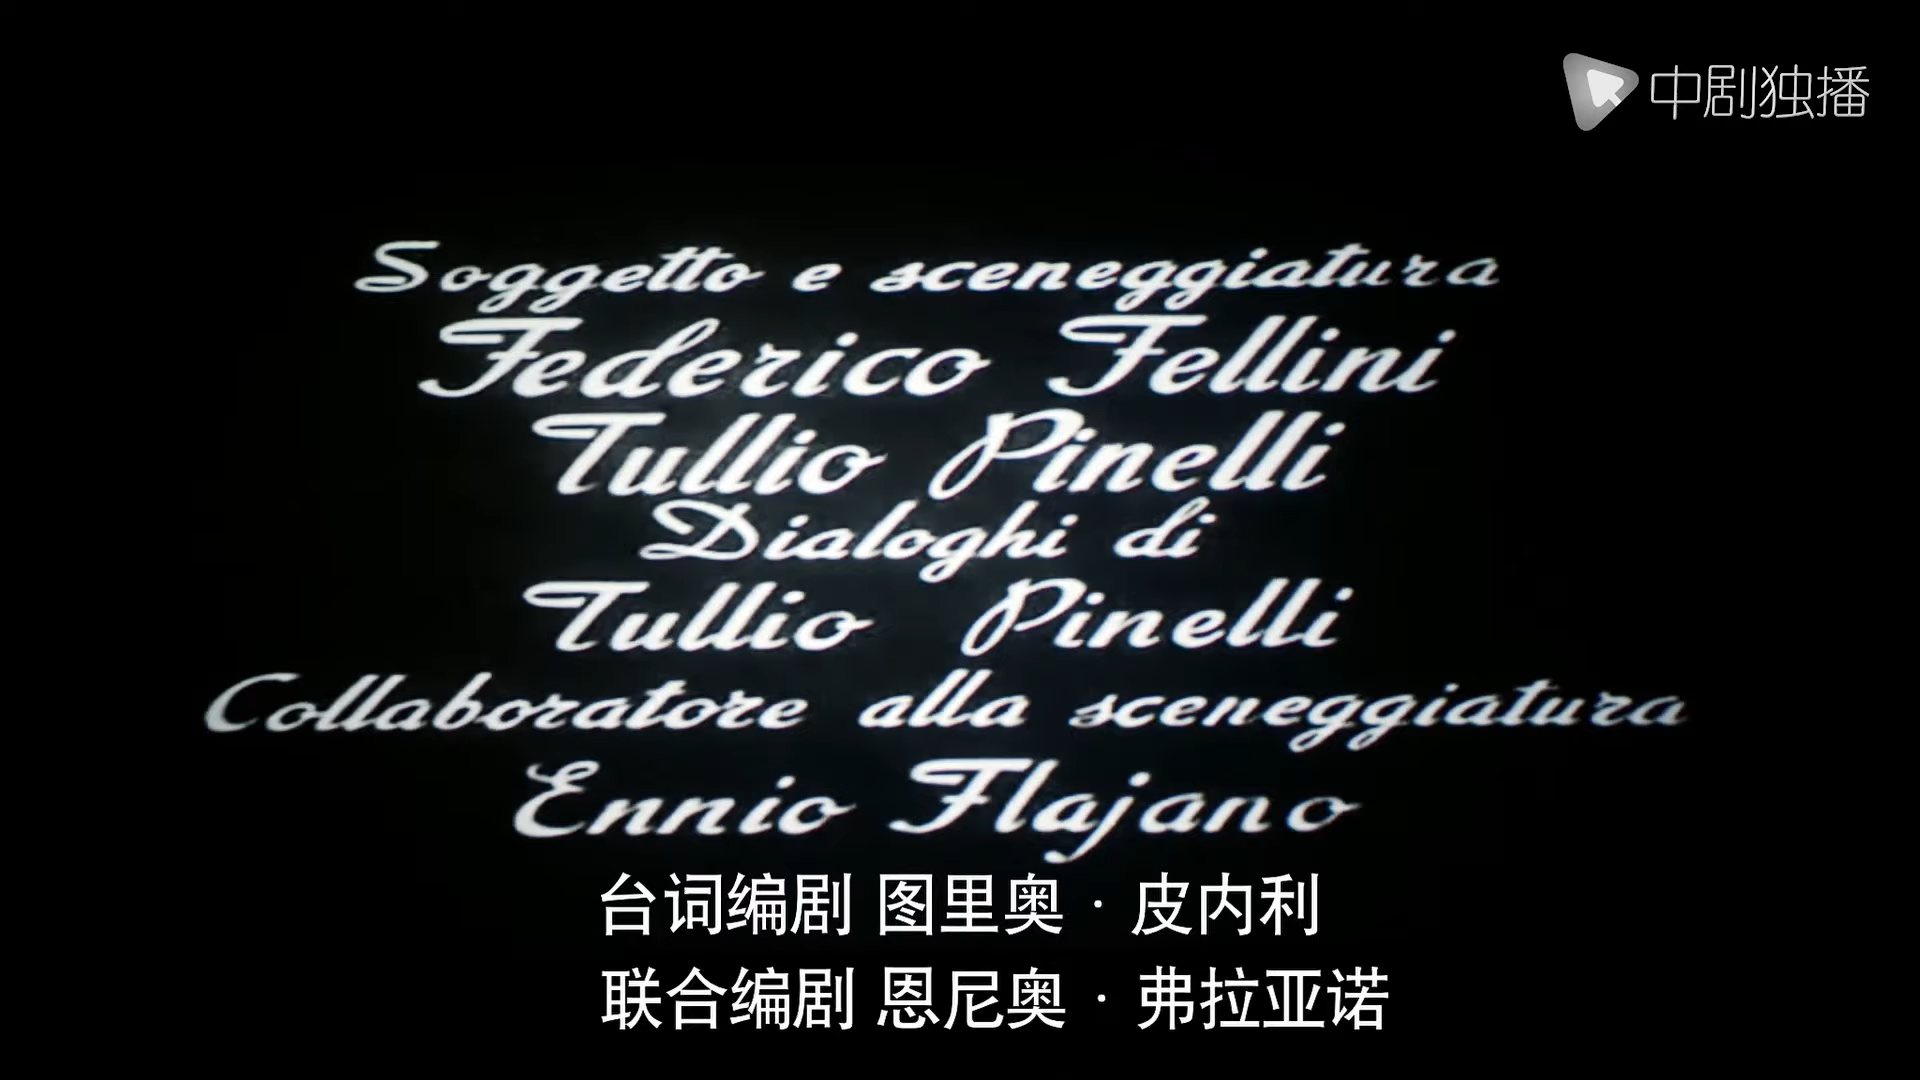 中剧独播
Soggetto e sceneggiatura
Federico Fellini
Tullio Pinelli
Dialoghi di
Tullio Pinelli
Collaboratore alla sceneggiatura
Ennio Flajano
台词编剧 图里奥·皮内利
联合编剧 恩尼奥·弗拉亚诺